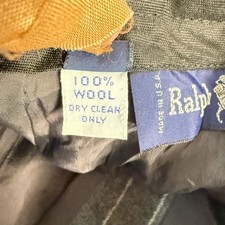 100%
WOOL
DRY CLEAN
ONLY
MADE IN U.S.A.
Ralph